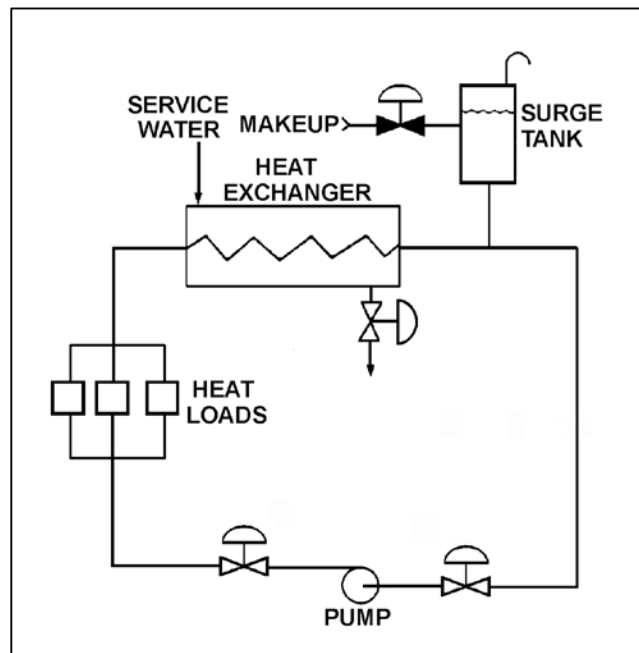 SERVICE
WATER
MAKEUP
SURGE
TANK
HEAT
EXCHANGER
HEAT
LOADS
PUMP